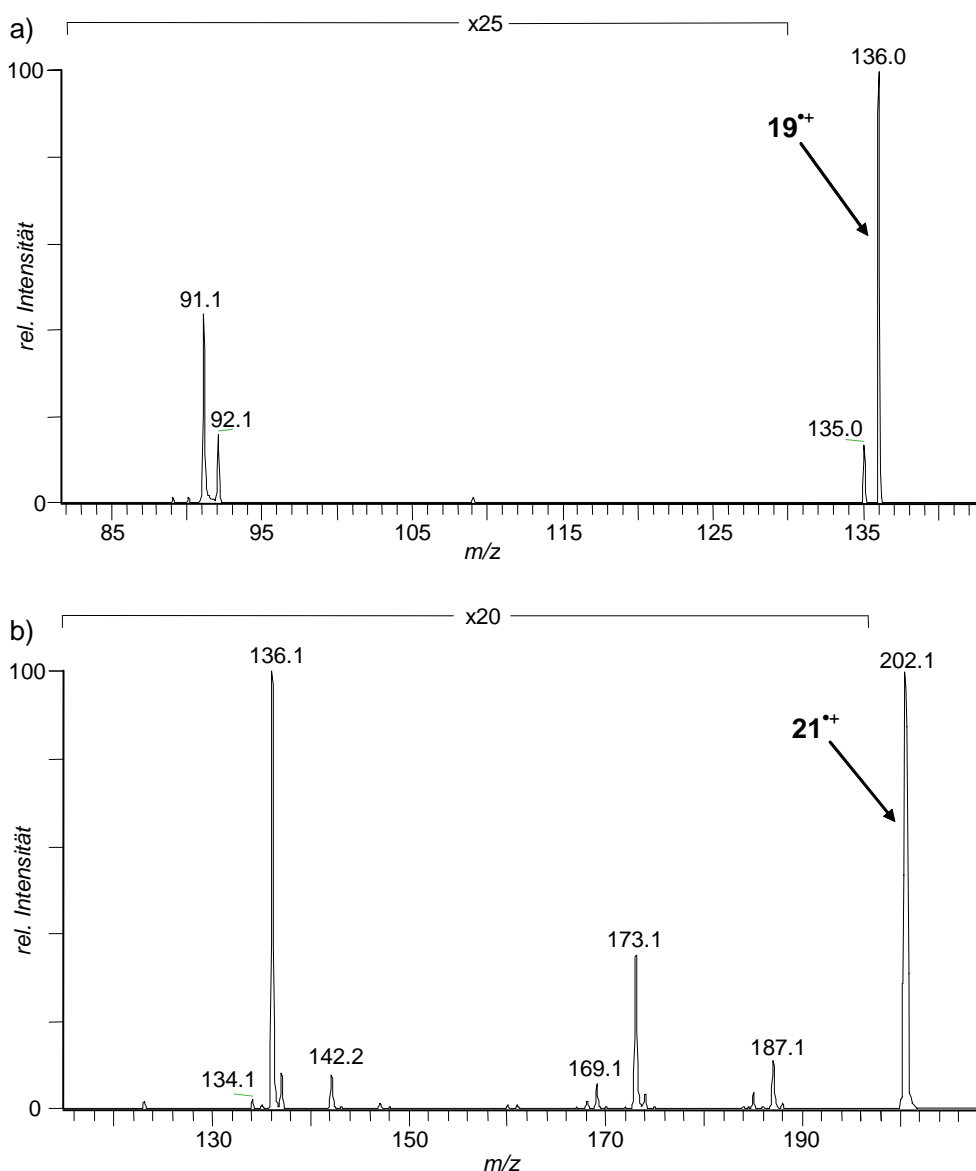 a)
x25
100
136.0
19•+
rel. Intensität
91.1
92.1
135.0
0
85 95 105 115 125 135
m/z
b)
x20
100
136.1
202.1
21•+
rel. Intensität
173.1
134.1
142.2
169.1
187.1
0
130 150 170 190
m/z